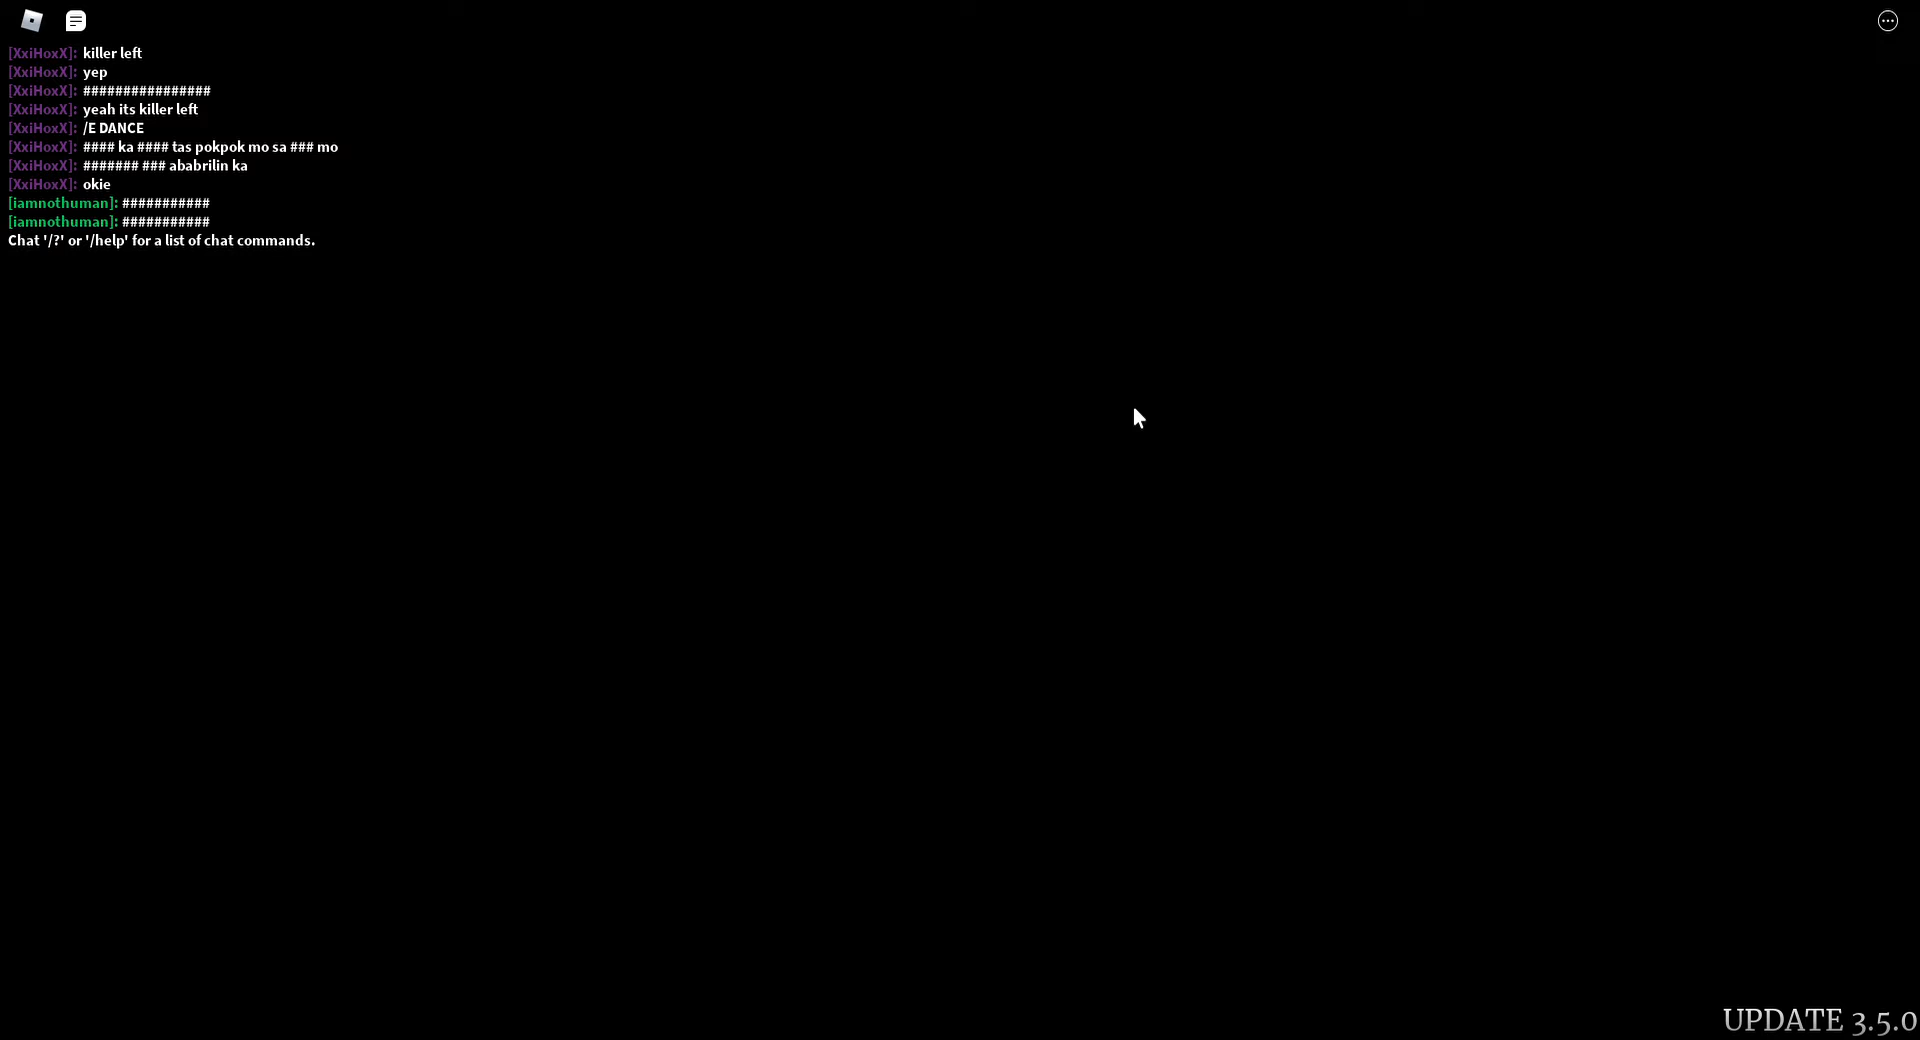 [XxiHoxX]: killer left
[XxiHoxX]: yep
[XxiHoxX]: ################
[XxiHoxX]: yeah its killer left
[XxiHoxX]: /E DANCE
[XxiHoxX]: #### ka #### tas pokpok mo sa ### mo
[XxiHoxX]: ####### ### ababrilin ka
[XxiHoxX]: okie
[iamnothuman]: ###########
[iamnothuman]: ###########
Chat '/?' or '/help' for a list of chat commands.
UPDATE 3.5.0